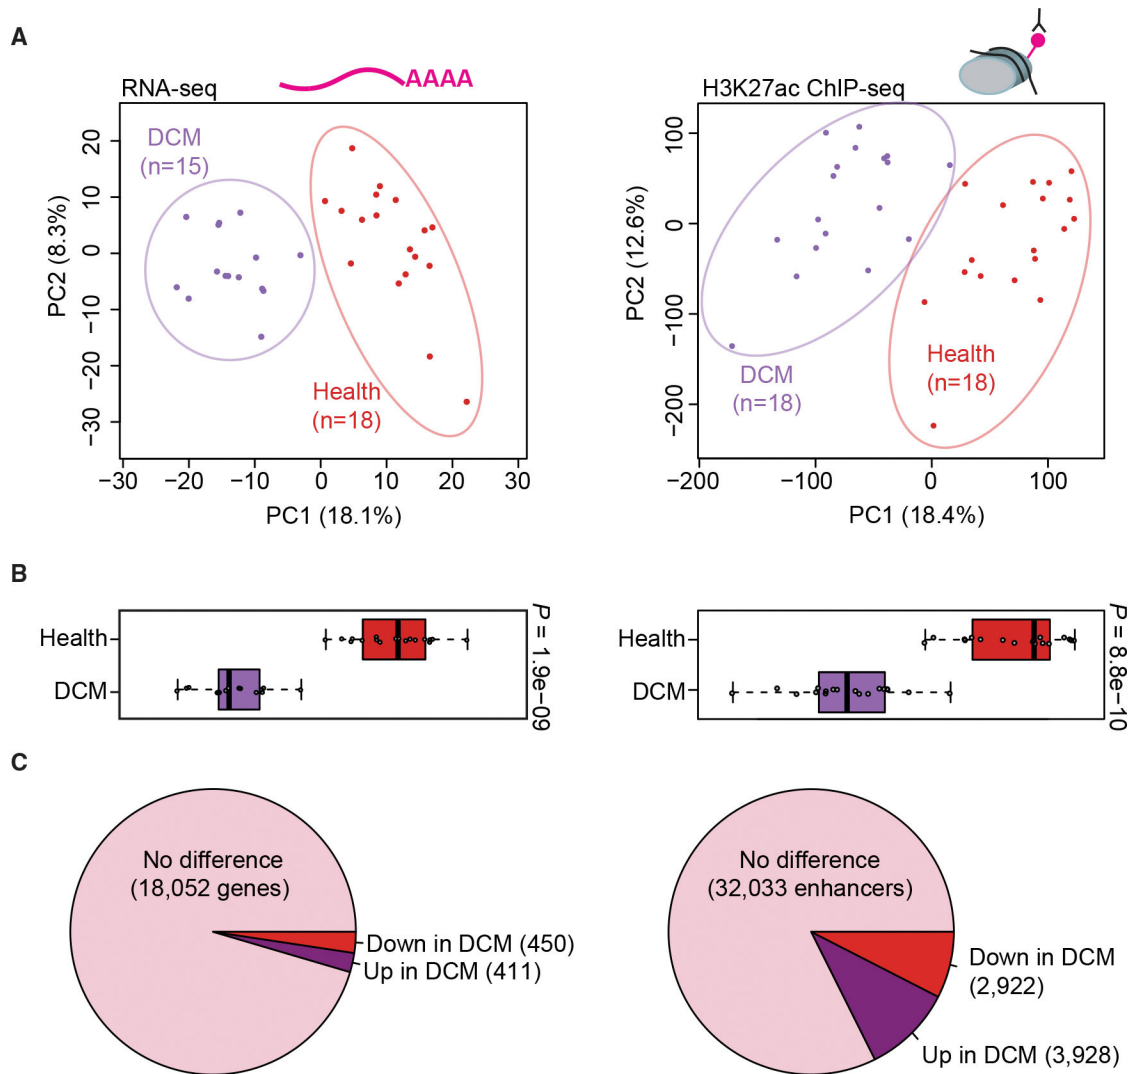 A
RNA-seq
AAAA
DCM
(n=15)
Health
(n=18)
PC2 (8.3%)
20
10
0
−10
−20
−30
−30
−20
−10
0
10
20
30
PC1 (18.1%)
H3K27ac ChIP-seq
DCM
(n=18)
Health
(n=18)
PC2 (12.6%)
100
0
−100
−200
−200
−100
0
100
PC1 (18.4%)
B
Health
DCM
P = 1.9e−09
Health
DCM
P = 8.8e−10
C
No difference
(18,052 genes)
Down in DCM (450)
Up in DCM (411)
No difference
(32,033 enhancers)
Down in DCM
(2,922)
Up in DCM (3,928)